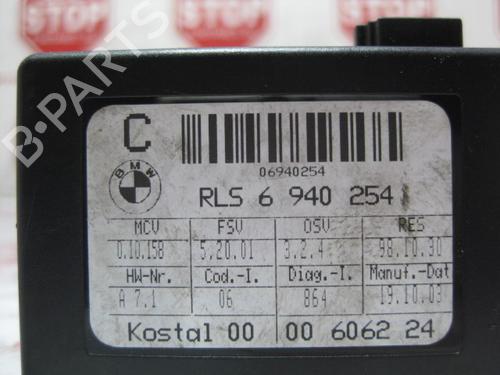 STOP STOP STOP
C
BMW
06940254
RLS 6 940 254
MCV FSV OSV RES
0.10.158 5.20.01 3.2.4 98.10.30
HW-Nr. Cod.-I. Diag.-I. Manuf.-Dat
A 7.1 06 864 19.10.03
Kostal 00 00 606 2 24
B-PARTS